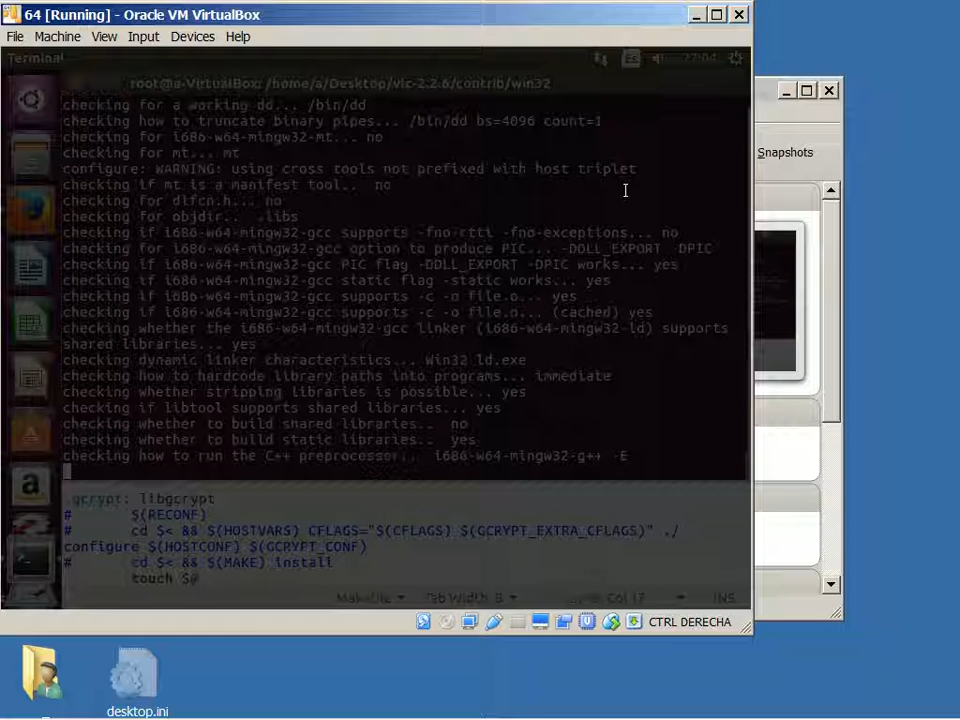 64 [Running] - Oracle VM VirtualBox
File Machine View Input Devices Help
Terminal
Es
22:04
root@a-VirtualBox: /home/a/Desktop/vlc-2.2.6/contrib/win32
checking for a working dd... /bin/dd
checking how to truncate binary pipes... /bin/dd bs=4096 count=1
checking for i686-w64-mingw32-mt... no
checking for mt... mt
configure: WARNING: using cross tools not prefixed with host triplet
checking if mt is a manifest tool... no
checking for dlfcn.h... no
checking for objdir... .libs
checking if i686-w64-mingw32-gcc supports -fno-rtti -fno-exceptions... no
checking for i686-w64-mingw32-gcc option to produce PIC... -DDLL_EXPORT -DPIC
checking if i686-w64-mingw32-gcc PIC flag -DDLL_EXPORT -DPIC works... yes
checking if i686-w64-mingw32-gcc static flag -static works... yes
checking if i686-w64-mingw32-gcc supports -c -o file.o... yes
checking if i686-w64-mingw32-gcc supports -c -o file.o... (cached) yes
checking whether the i686-w64-mingw32-gcc linker (i686-w64-mingw32-ld) supports
shared libraries... yes
checking dynamic linker characteristics... Win32 ld.exe
checking how to hardcode library paths into programs... immediate
checking whether stripping libraries is possible... yes
checking if libtool supports shared libraries... yes
checking whether to build shared libraries... no
checking whether to build static libraries... yes
checking how to run the C++ preprocessor... i686-w64-mingw32-g++ -E
.gcrypt: libgcrypt
# $(RECONF)
# cd $< && $(HOSTVARS) CFLAGS="$(CFLAGS) $(GCRYPT_EXTRA_CFLAGS)" ./
configure $(HOSTCONF) $(GCRYPT_CONF)
# cd $< && $(MAKE) install
touch $@
Makefile Tab Width: 8 Col 17 INS
CTRL DERECHA
Snapshots
desktop.ini